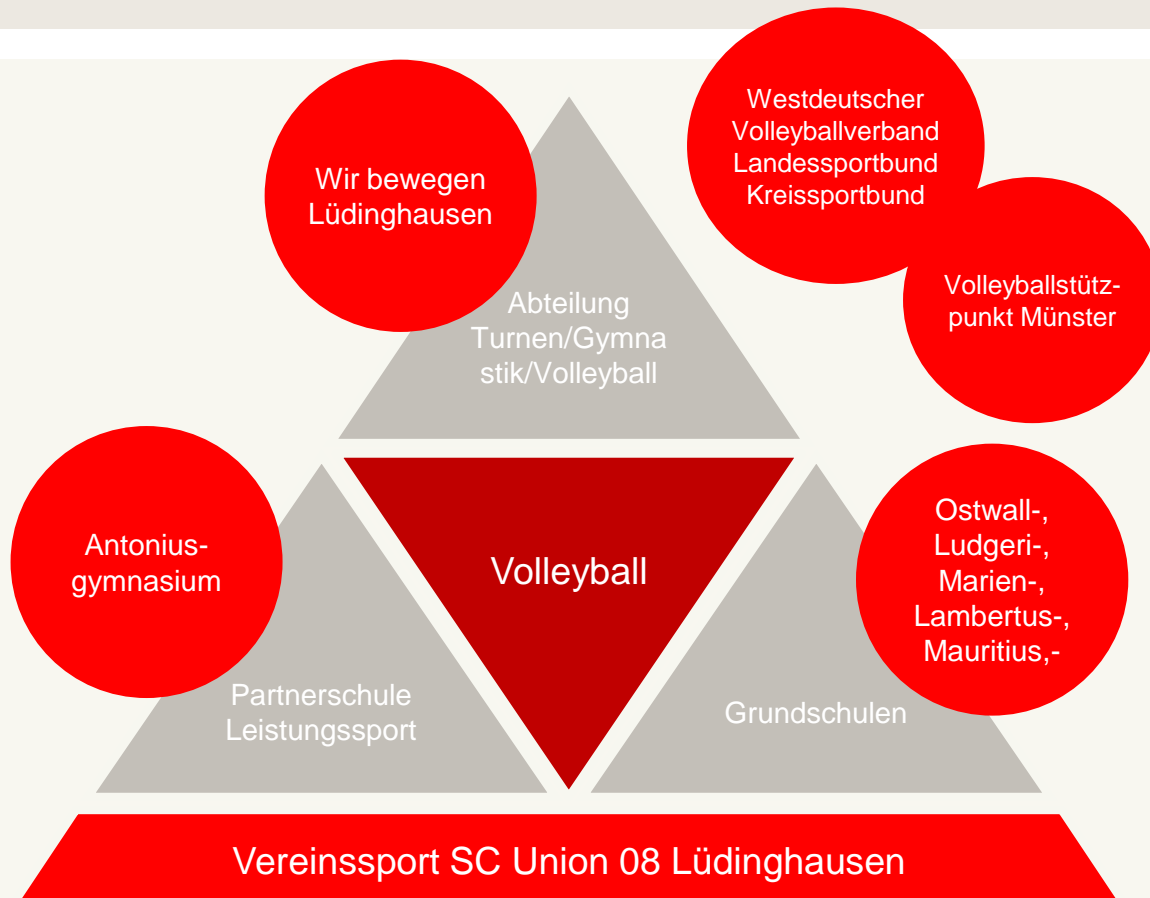 Westdeutscher
Volleyballverband
Landessportbund
Kreissportbund
Wir bewegen
Lüdinghausen
Volleyballstütz-
punkt Münster
Abteilung
Turnen/Gymna
stik/Volleyball
Antonius-
gymnasium
Volleyball
Ostwall-,
Ludgeri-,
Marien-,
Lambertus-,
Mauritius,-
Partnerschule
Leistungssport
Grundschulen
Vereinssport SC Union 08 Lüdinghausen